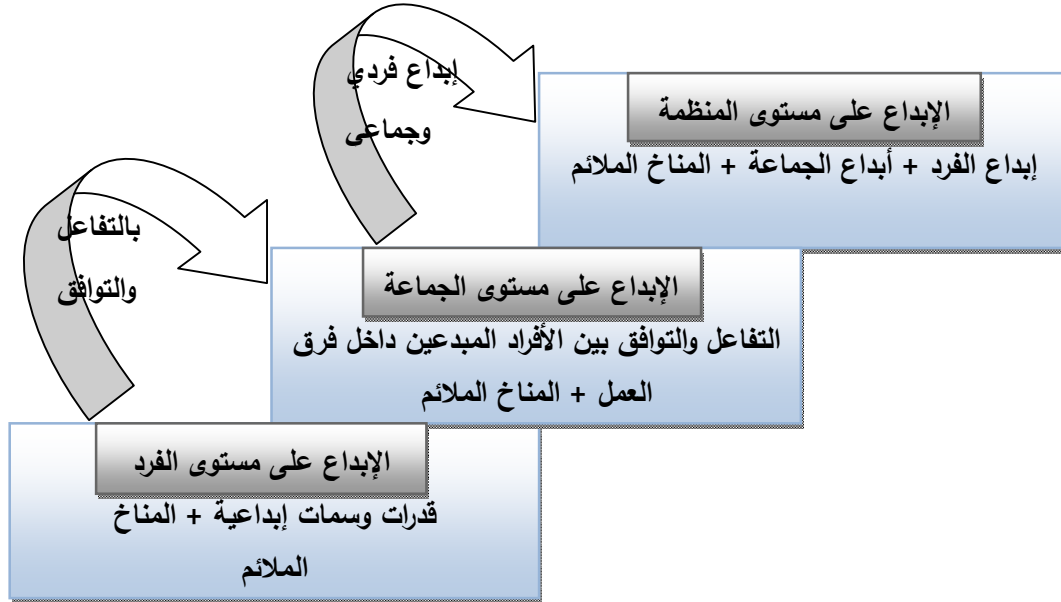 إبداع فردي
وجماعى
الإبداع على مستوى المنظمة
إبداع الفرد + أبداع الجماعة + المناخ الملائم
بالتفاعل
والتوافق
الإبداع على مستوى الجماعة
التفاعل والتوافق بين الأفراد المبدعين داخل فرق
العمل + المناخ الملائم
الإبداع على مستوى الفرد
قدرات وسمات إبداعية + المناخ
الملائم